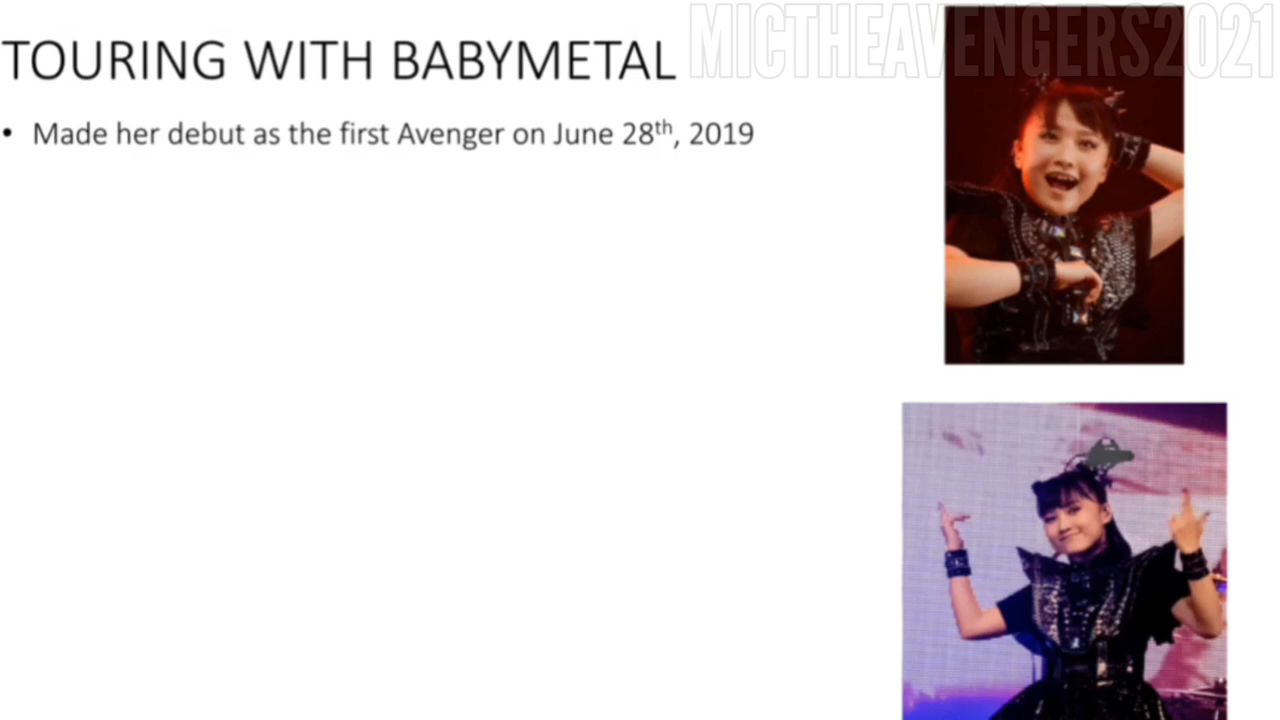 MICTHEAVENGERS2021
TOURING WITH BABYMETAL
• Made her debut as the first Avenger on June 28th, 2019